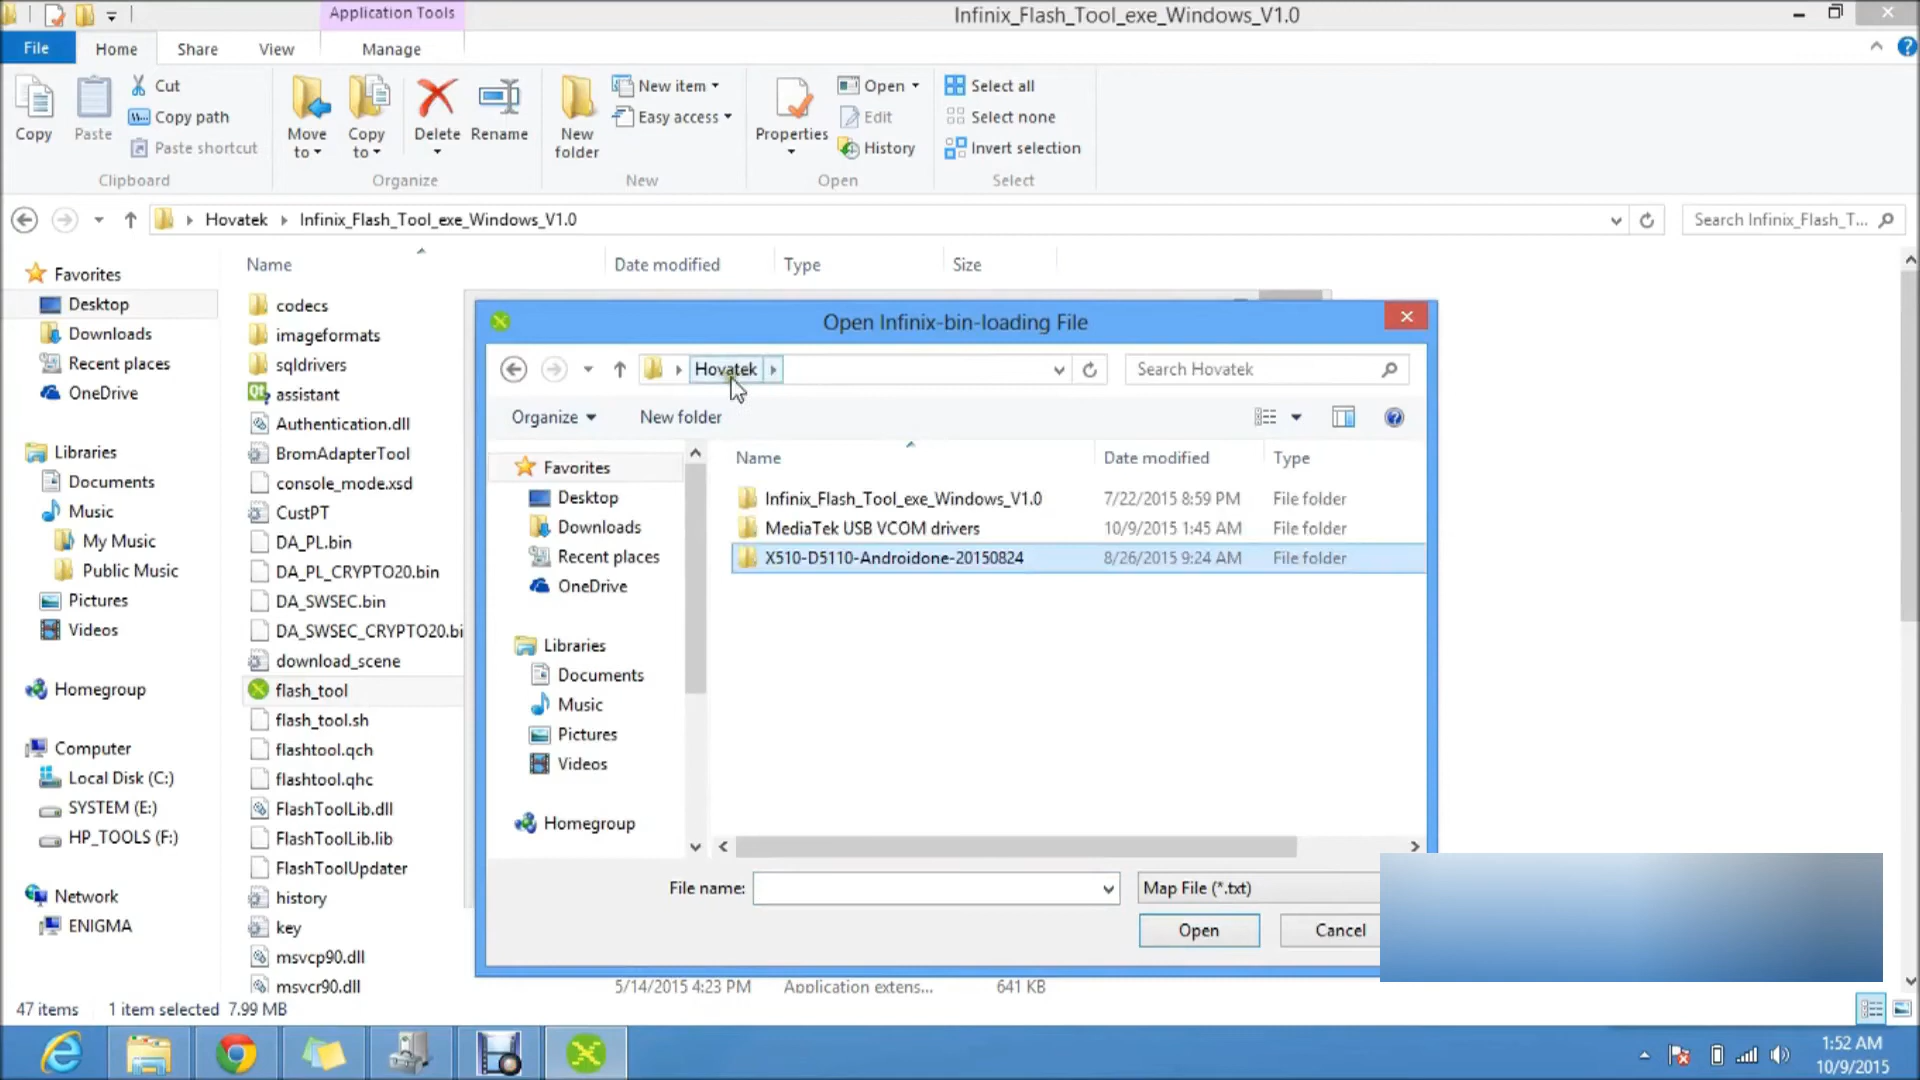 Application Tools
Infinix_Flash_Tool_exe_Windows_V1.0
File
Home
Share
View
Manage
Copy
Paste
Cut
Copy path
Paste shortcut
Clipboard
Move to
Copy to
Delete
Rename
Organize
New folder
New item
Easy access
New
Properties
Open
Edit
History
Open
Select all
Select none
Invert selection
Select
Hovatek
Infinix_Flash_Tool_exe_Windows_V1.0
Search Infinix_Flash_T...
Favorites
Desktop
Downloads
Recent places
OneDrive
Libraries
Documents
Music
My Music
Public Music
Pictures
Videos
Homegroup
Computer
Local Disk (C:)
SYSTEM (E:)
HP_TOOLS (F:)
Network
ENIGMA
Name Date modified Type Size
codecs
imageformats
sqldrivers
assistant
Authentication.dll
BromAdapterTool
console_mode.xsd
CustPT
DA_PL.bin
DA_PL_CRYPTO20.bin
DA_SWSEC.bin
DA_SWSEC_CRYPTO20.bi
download_scene
flash_tool
flash_tool.sh
flashtool.qch
flashtool.qhc
FlashToolLib.dll
FlashToolLib.lib
FlashToolUpdater
history
key
msvcp90.dll
msvcr90.dll 5/14/2015 4:23 PM Application extens... 641 KB
Open Infinix-bin-loading File
Hovatek
Search Hovatek
Organize
New folder
Favorites
Desktop
Downloads
Recent places
OneDrive
Libraries
Documents
Music
Pictures
Videos
Homegroup
Name Date modified Type
Infinix_Flash_Tool_exe_Windows_V1.0 7/22/2015 8:59 PM File folder
MediaTek USB VCOM drivers 10/9/2015 1:45 AM File folder
X510-D5110-Androidone-20150824 8/26/2015 9:24 AM File folder
File name:
Map File (*.txt)
Open
Cancel
47 items 1 item selected 7.99 MB
1:52 AM
10/9/2015